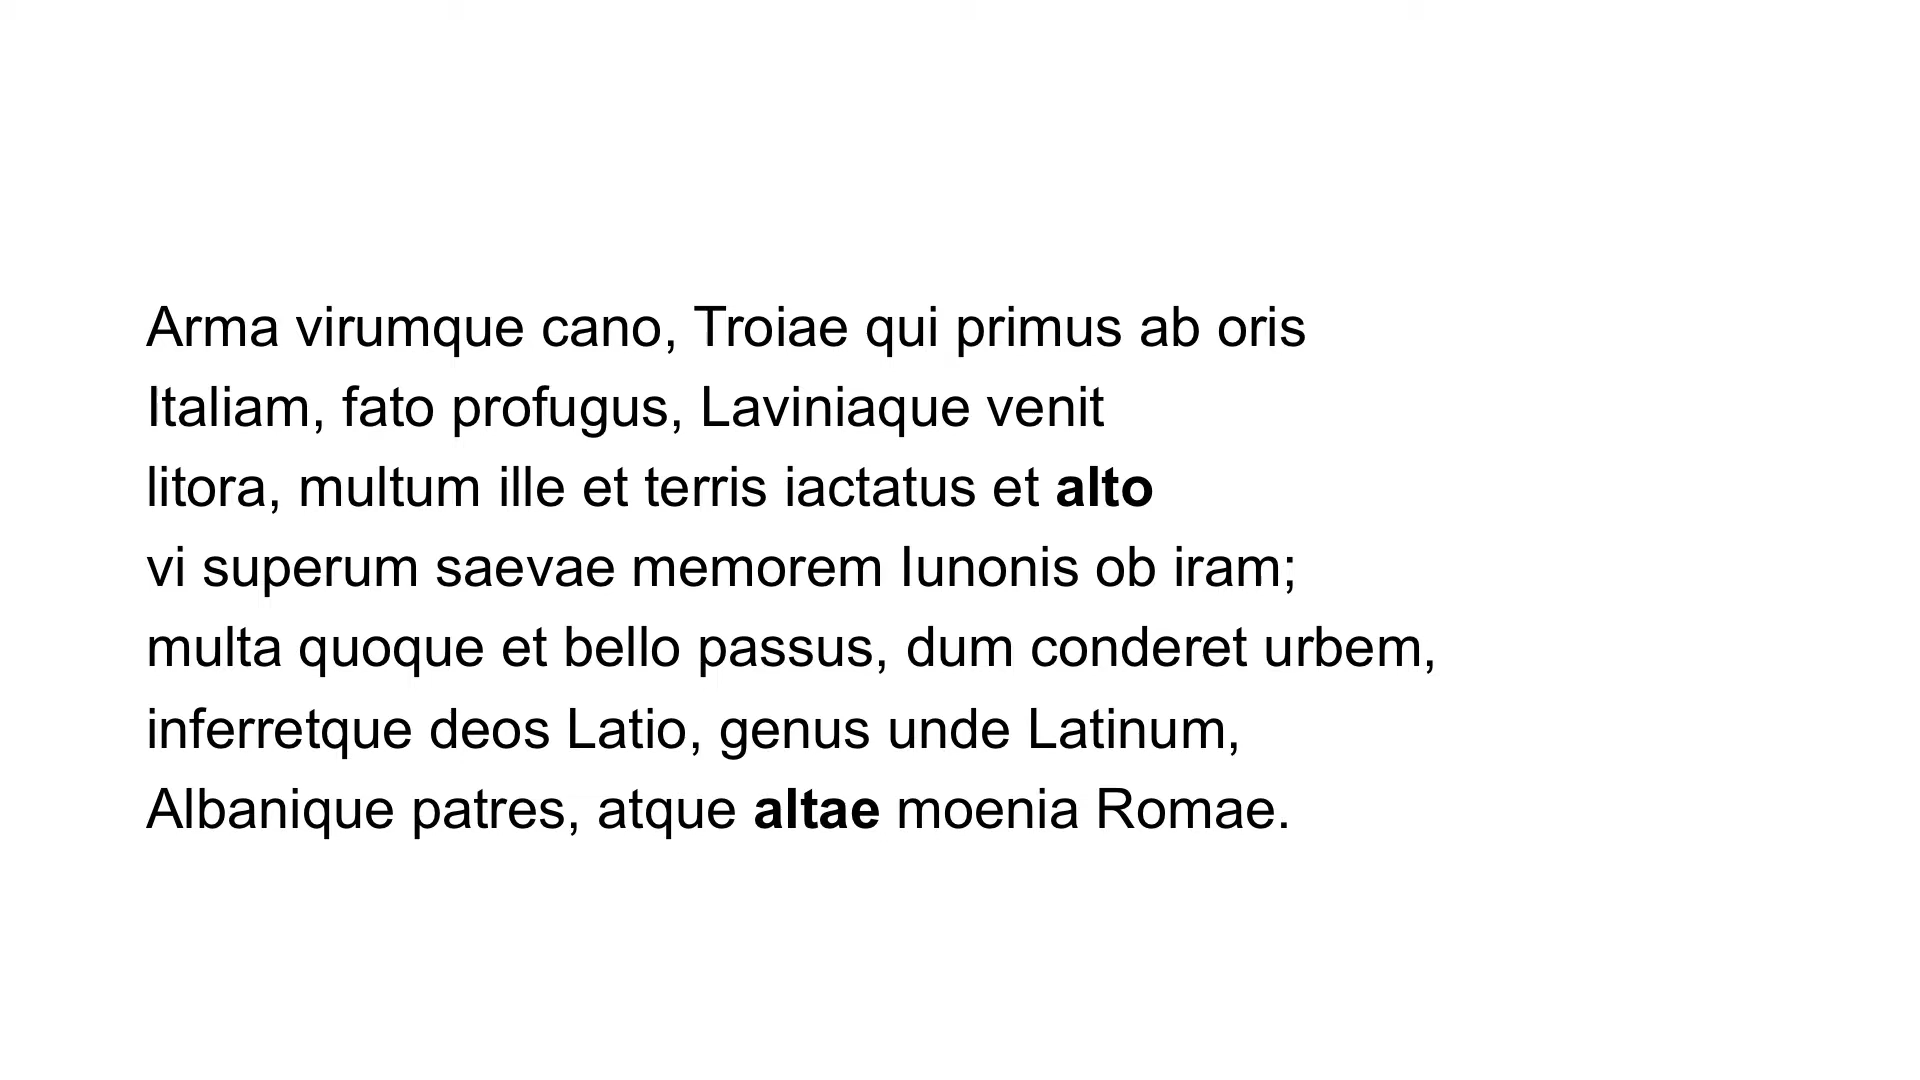 Arma virumque cano, Troiae qui primus ab oris
Italiam, fato profugus, Laviniaque venit
litora, multum ille et terris iactatus et alto
vi superum saevae memorem Iunonis ob iram;
multa quoque et bello passus, dum conderet urbem,
inferretque deos Latio, genus unde Latinum,
Albanique patres, atque altae moenia Romae.